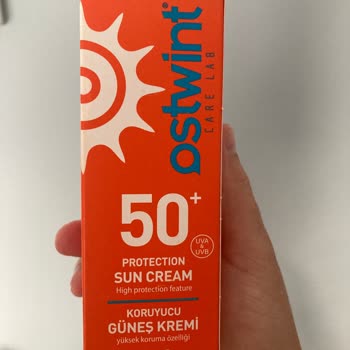 Ostwint®
CARE LAB
50+
UVA
&
UVB
PROTECTION
SUN CREAM
High protection feature
KORUYUCU
GÜNEŞ KREMİ
yüksek koruma özelliği